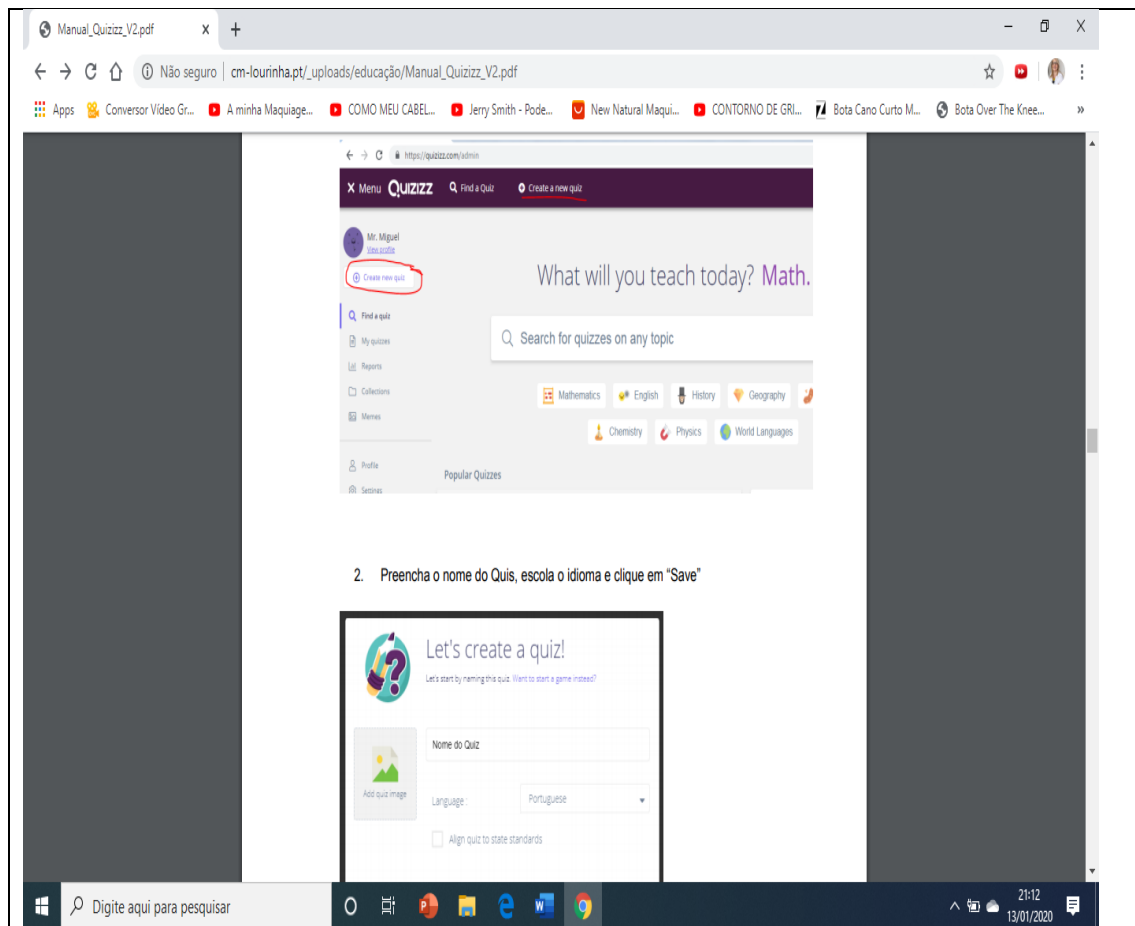 Manual_Quizizz_V2.pdf
Não seguro | cm-lourinha.pt/_uploads/educação/Manual_Quizizz_V2.pdf
Apps Conversor Vídeo Gr... A minha Maquiage... COMO MEU CABEL... Jerry Smith - Pode... New Natural Maqui... CONTORNO DE GRI... Bota Cano Curto M... Bota Over The Knee... »
https://quizizz.com/admin
X Menu QUIZIZZ Find a Quiz Create a new quiz
Mr. Miguel
View profile
Create new quiz
What will you teach today? Math.
Find a quiz
Search for quizzes on any topic
My quizzes
Reports
Collections
Memes
Mathematics English History Geography
Chemistry Physics World Languages
Profile
Popular Quizzes
Settings
2. Preencha o nome do Quis, escola o idioma e clique em “Save”
Let's create a quiz!
Let's start by naming this quiz. Want to start a game instead?
Nome do Quiz
Add quiz image
Language : Portuguese
Align quiz to state standards
Digite aqui para pesquisar
21:12
13/01/2020